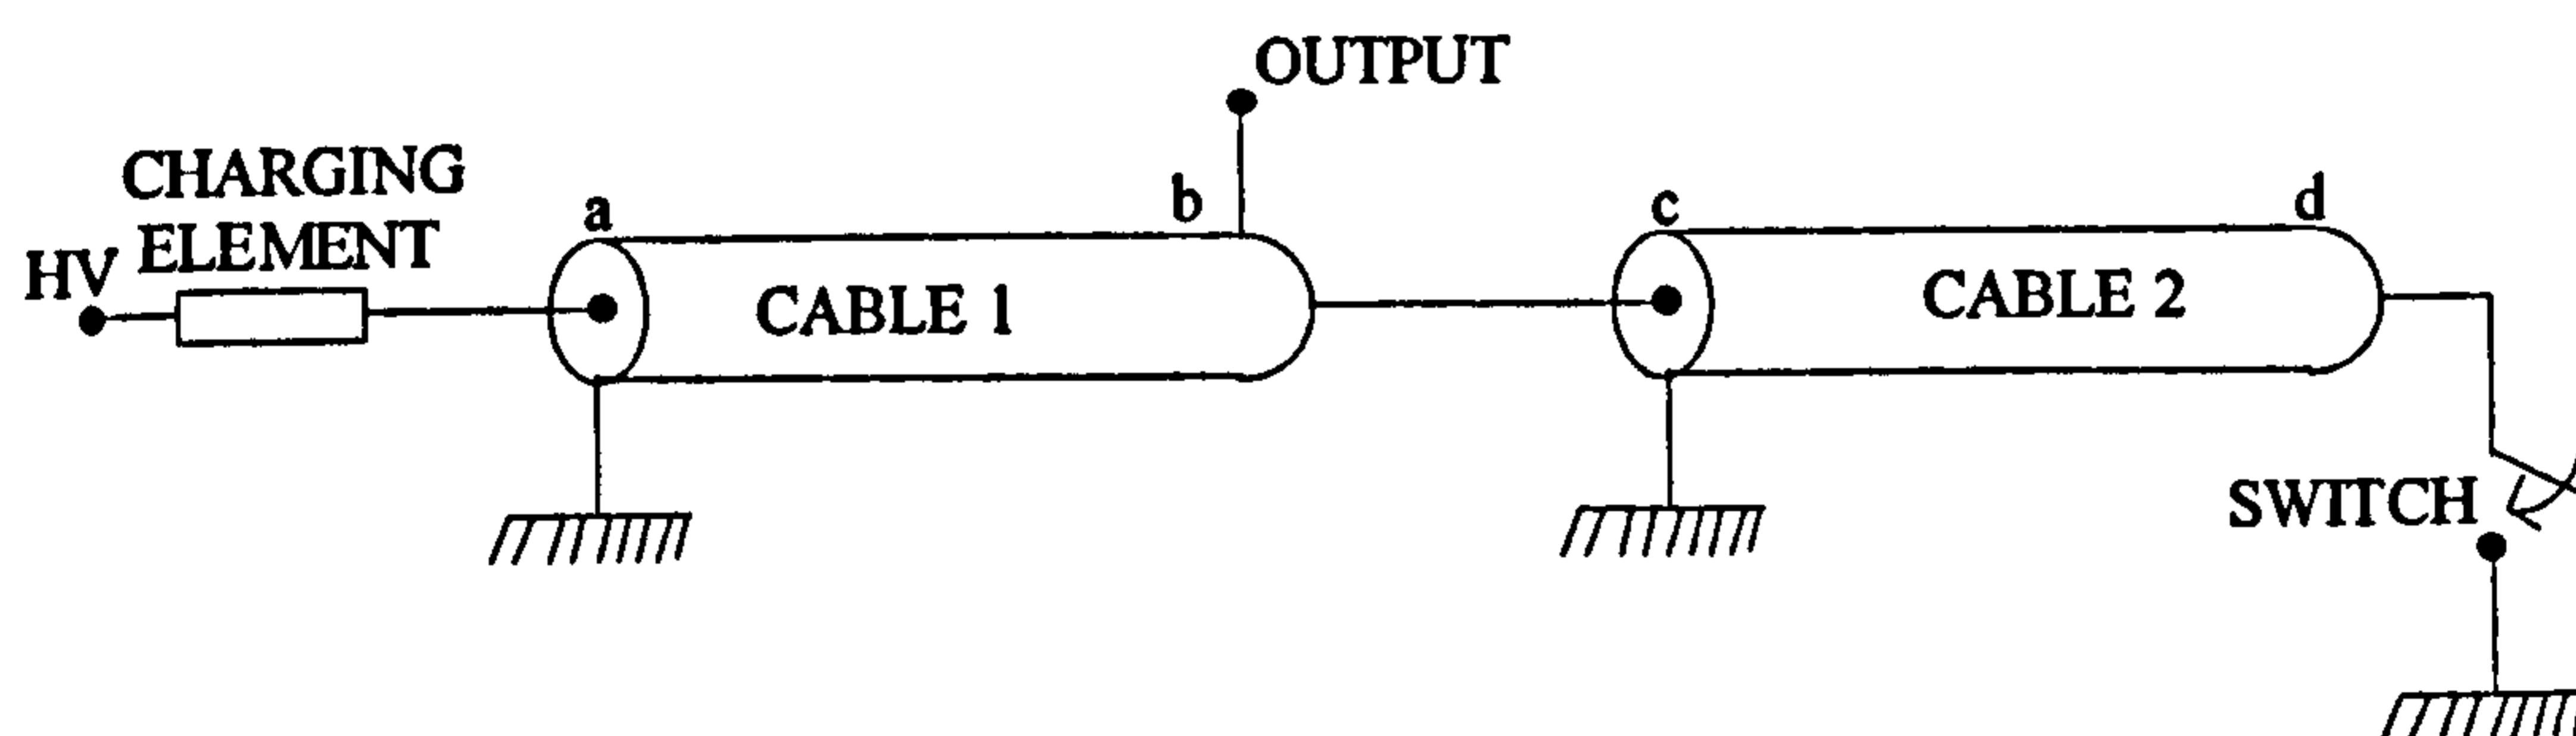 OUTPUT
CHARGING
ELEMENT
HV
a
b
c
d
CABLE 1
CABLE 2
SWITCH